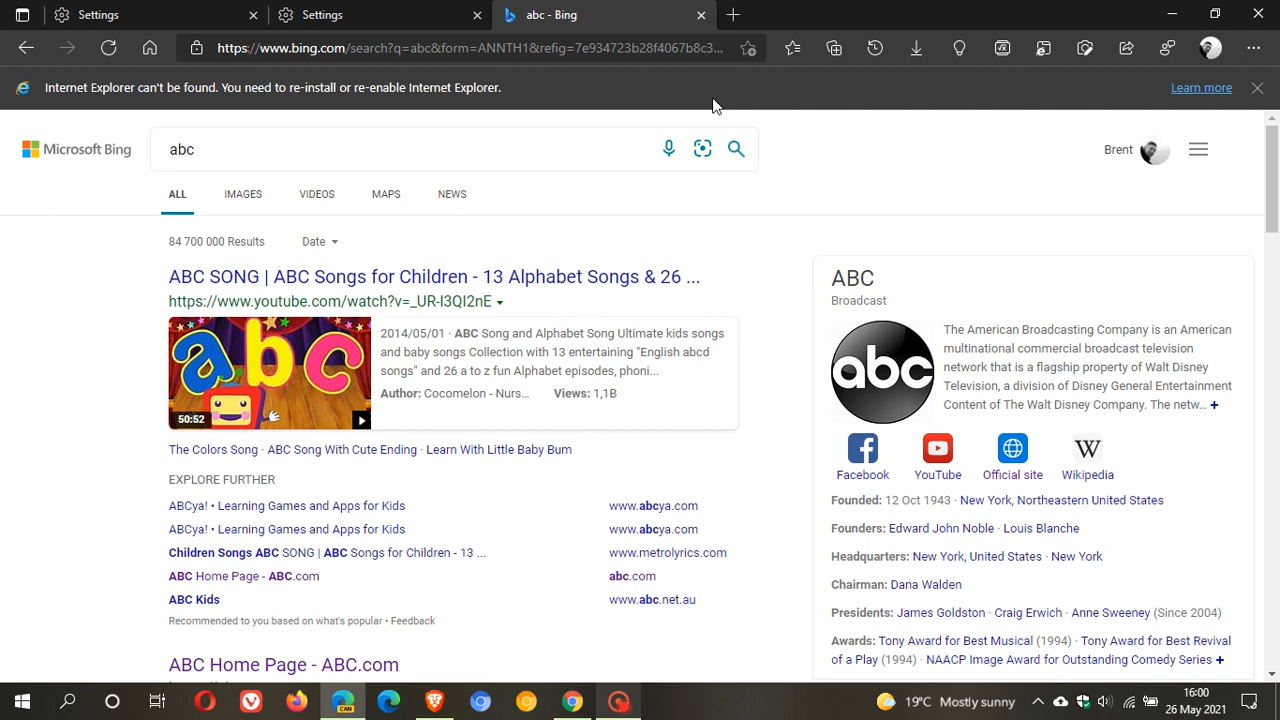 Settings
Settings
abc - Bing
https://www.bing.com/search?q=abc&form=ANNTH1&refig=7e934723b28f4067b8c3...
Internet Explorer can't be found. You need to re-install or re-enable Internet Explorer.
Learn more
Microsoft Bing
abc
Brent
ALL
IMAGES
VIDEOS
MAPS
NEWS
84 700 000 Results
Date
ABC SONG | ABC Songs for Children - 13 Alphabet Songs & 26 ...
https://www.youtube.com/watch?v=_UR-l3QI2nE
abc
50:52
2014/05/01 · ABC Song and Alphabet Song Ultimate kids songs
and baby songs Collection with 13 entertaining "English abcd
songs" and 26 a to z fun Alphabet episodes, phoni...
Author: Cocomelon - Nurs...
Views: 1,1B
The Colors Song · ABC Song With Cute Ending · Learn With Little Baby Bum
EXPLORE FURTHER
ABCya! • Learning Games and Apps for Kids
www.abcya.com
ABCya! • Learning Games and Apps for Kids
www.abcya.com
Children Songs ABC SONG | ABC Songs for Children - 13 ...
www.metrolyrics.com
ABC Home Page - ABC.com
abc.com
ABC Kids
www.abc.net.au
Recommended to you based on what's popular • Feedback
ABC Home Page - ABC.com
ABC
Broadcast
abc
The American Broadcasting Company is an American
multinational commercial broadcast television
network that is a flagship property of Walt Disney
Television, a division of Disney General Entertainment
Content of The Walt Disney Company. The netw... +
W
Facebook
YouTube
Official site
Wikipedia
Founded: 12 Oct 1943 · New York, Northeastern United States
Founders: Edward John Noble · Louis Blanche
Headquarters: New York, United States · New York
Chairman: Dana Walden
Presidents: James Goldston · Craig Erwich · Anne Sweeney (Since 2004)
Awards: Tony Award for Best Musical (1994) · Tony Award for Best Revival
of a Play (1994) · NAACP Image Award for Outstanding Comedy Series +
CAN
19°C Mostly sunny
16:00
26 May 2021